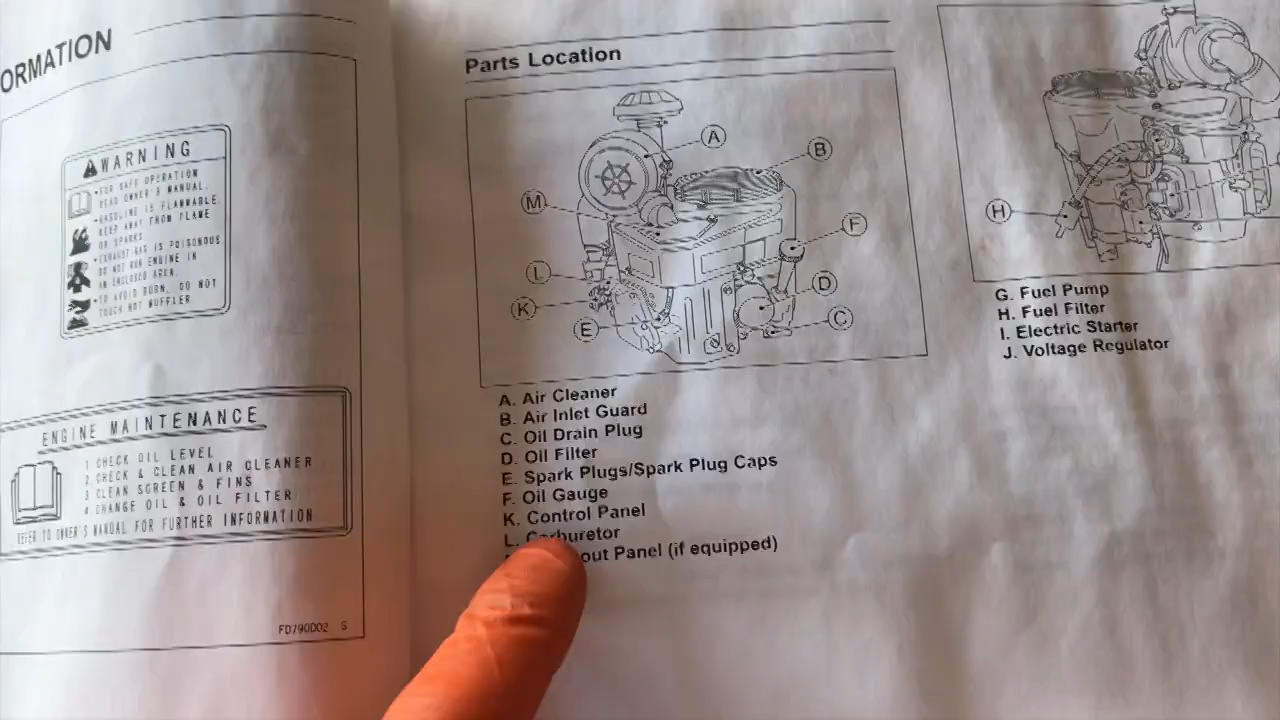 ORMATION
WARNING
•FOR SAFE OPERATION
READ OWNER'S MANUAL.
•GASOLINE IS FLAMMABLE.
KEEP AWAY FROM FLAME
OR SPARKS.
•EXHAUST GAS IS POISONOUS.
DO NOT RUN ENGINE IN
AN ENCLOSED AREA.
•TO AVOID BURN, DO NOT
TOUCH HOT MUFFLER
ENGINE MAINTENANCE
1 CHECK OIL LEVEL
2 CHECK & CLEAN AIR CLEANER
3 CLEAN SCREEN & FINS
4 CHANGE OIL & OIL FILTER
REFER TO OWNER'S MANUAL FOR FURTHER INFORMATION
FD790D02 S
Parts Location
A
B
M
F
L
D
K
C
E
A. Air Cleaner
B. Air Inlet Guard
C. Oil Drain Plug
D. Oil Filter
E. Spark Plugs/Spark Plug Caps
F. Oil Gauge
K. Control Panel
L. Carburetor
out Panel (if equipped)
H
G. Fuel Pump
H. Fuel Filter
I. Electric Starter
J. Voltage Regulator